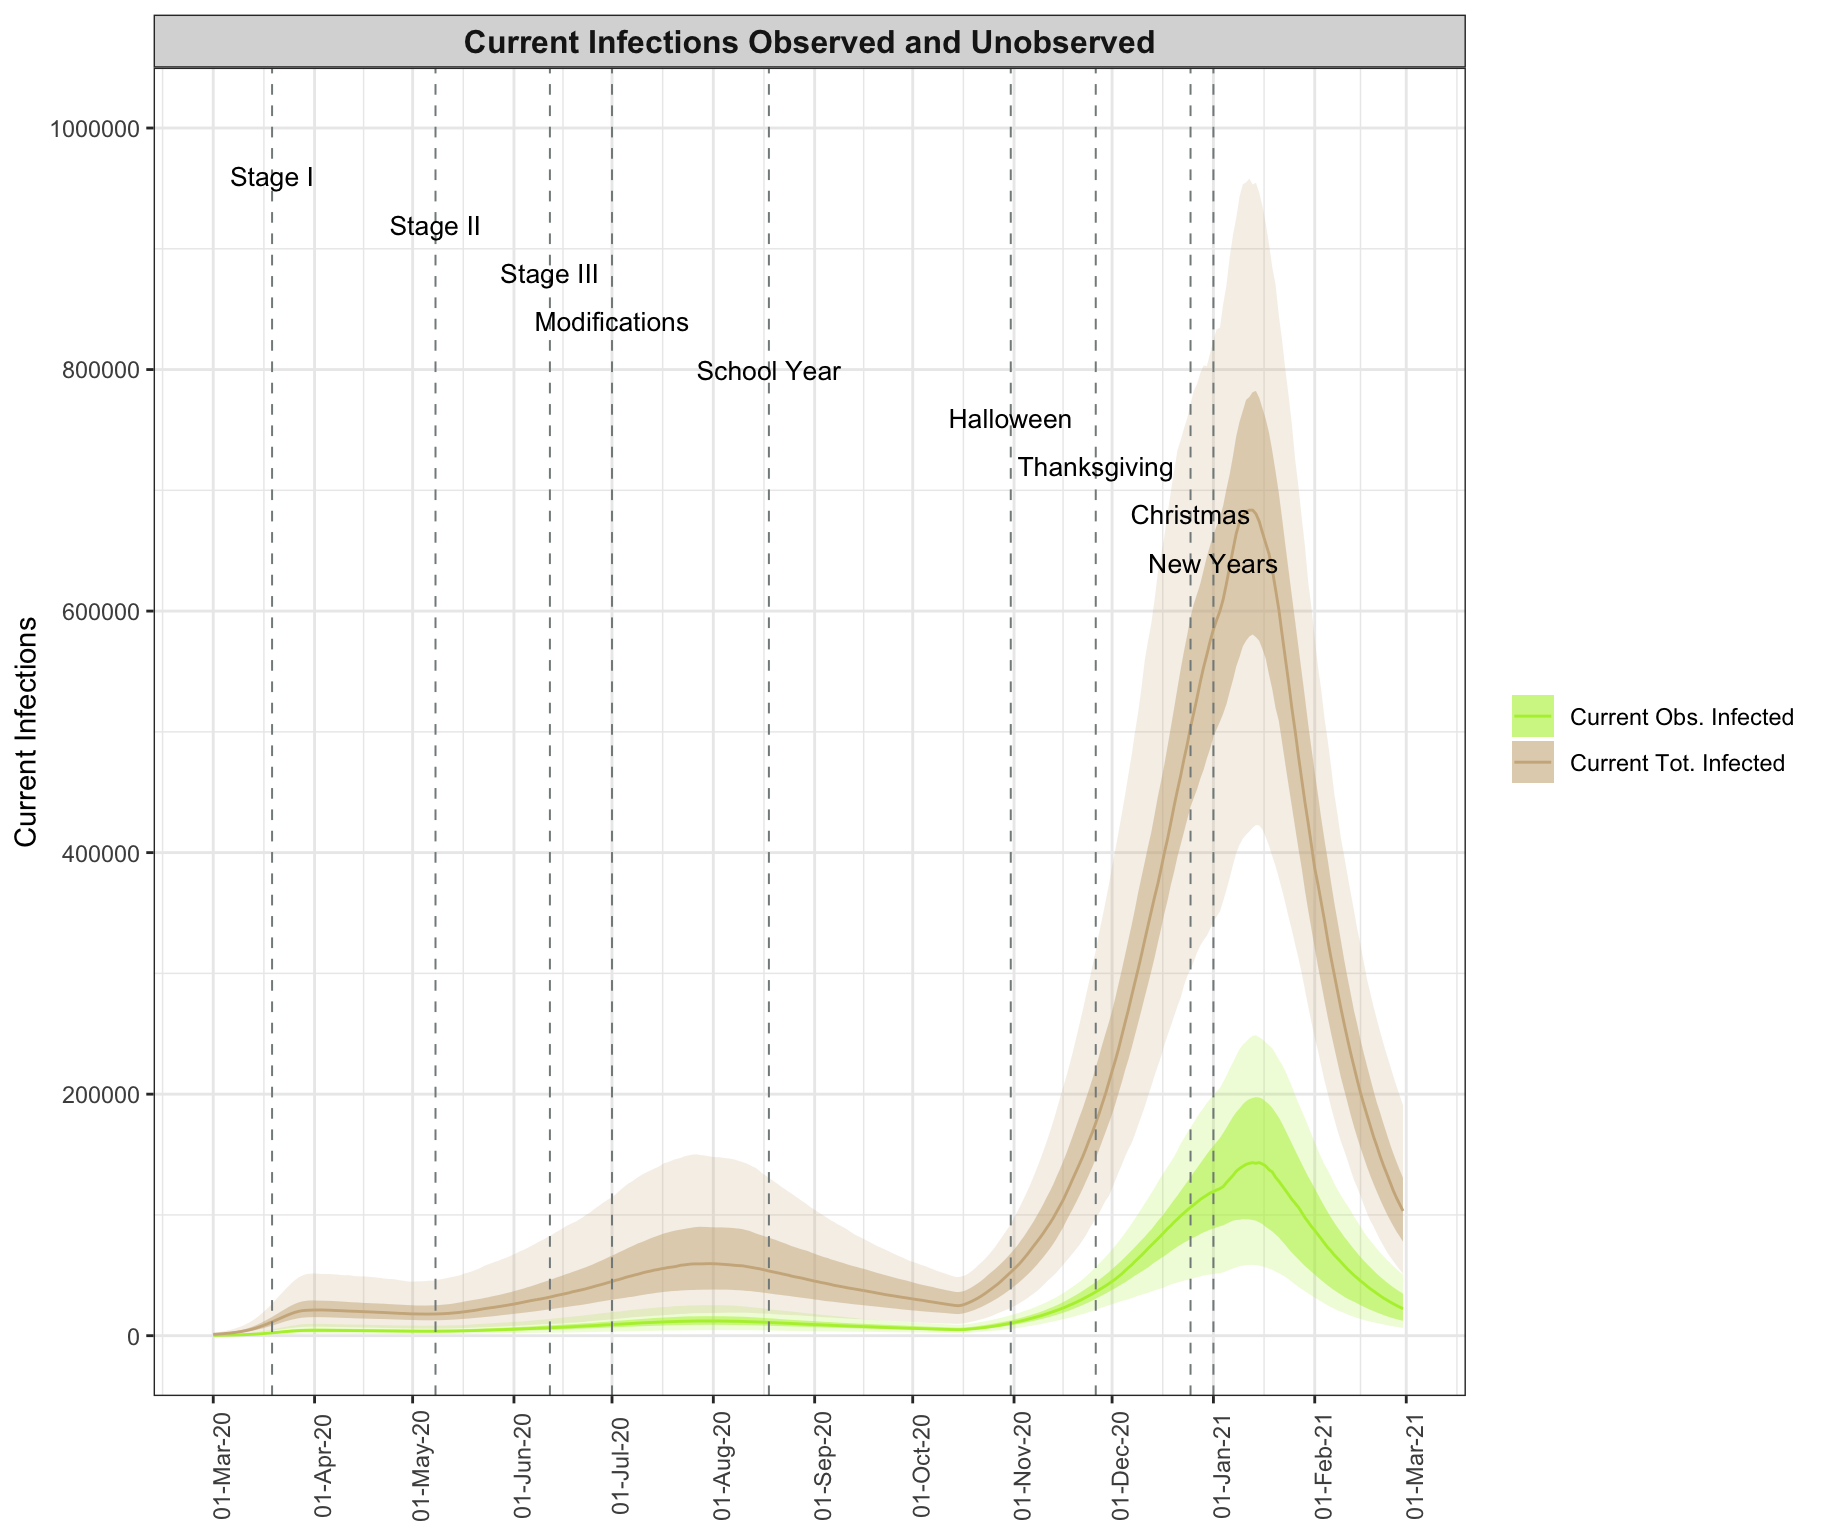 Current Infections Observed and Unobserved
Current Infections
1000000
800000
600000
400000
200000
0
Stage I
Stage II
Stage III
Modifications
School Year
Halloween
Thanksgiving
Christmas
New Years
01-Mar-20
01-Apr-20
01-May-20
01-Jun-20
01-Jul-20
01-Aug-20
01-Sep-20
01-Oct-20
01-Nov-20
01-Dec-20
01-Jan-21
01-Feb-21
01-Mar-21
Current Obs. Infected
Current Tot. Infected